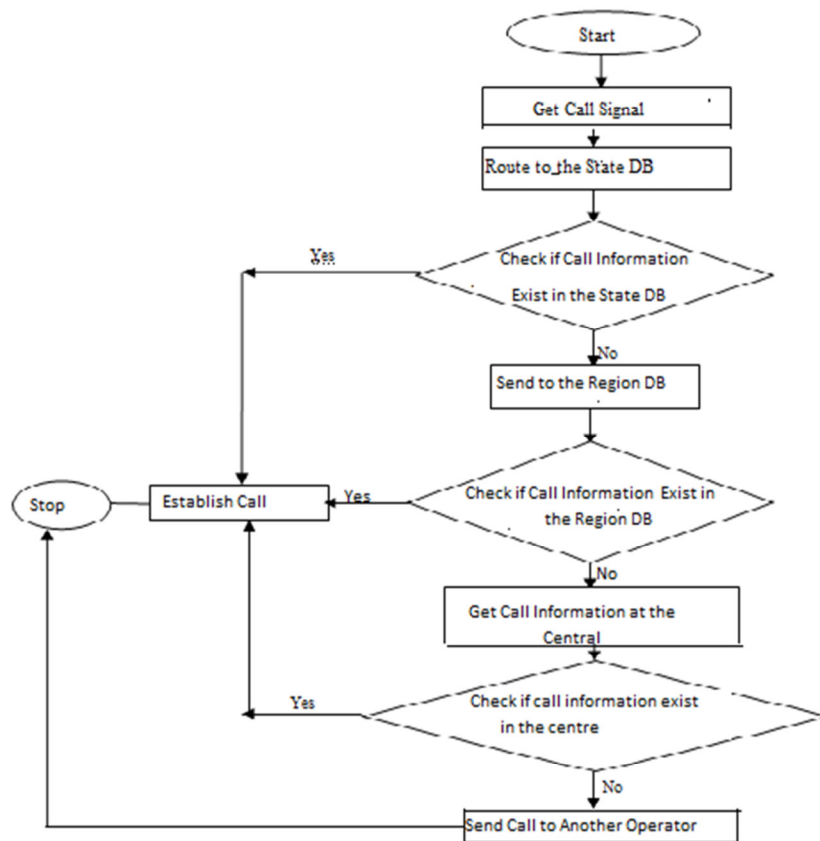 Start
Get Call Signal
Route to the State DB
Yes
Check if Call Information
Exist in the State DB
No
Send to the Region DB
Stop
Establish Call
Yes
Check if Call Information Exist in
the Region DB
No
Get Call Information at the
Central
Yes
Check if call information exist
in the centre
No
Send Call to Another Operator